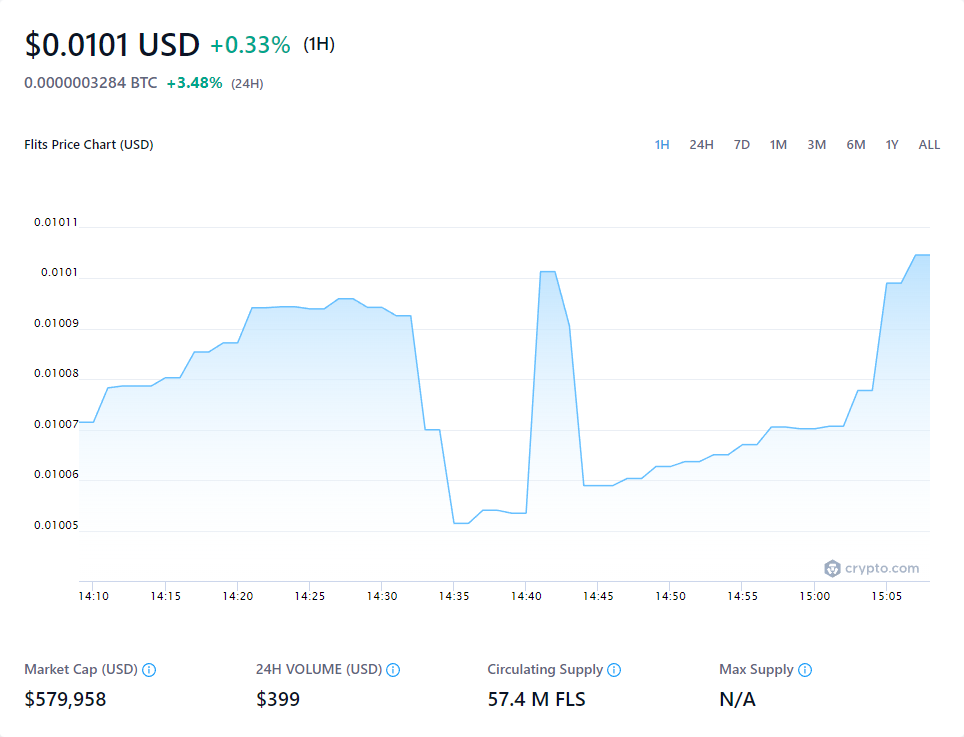 $0.0101 USD +0.33% (1H)
0.0000003284 BTC +3.48% (24H)
Flits Price Chart (USD) 1H 24H 7D 1M 3M 6M 1Y ALL
0.01011
0.0101
0.01009
0.01008
0.01007
0.01006
0.01005
crypto.com
14:10 14:15 14:20 14:25 14:30 14:35 14:40 14:45 14:50 14:55 15:00 15:05
Market Cap (USD) 24H VOLUME (USD) Circulating Supply Max Supply
$579,958 $399 57.4 M FLS N/A